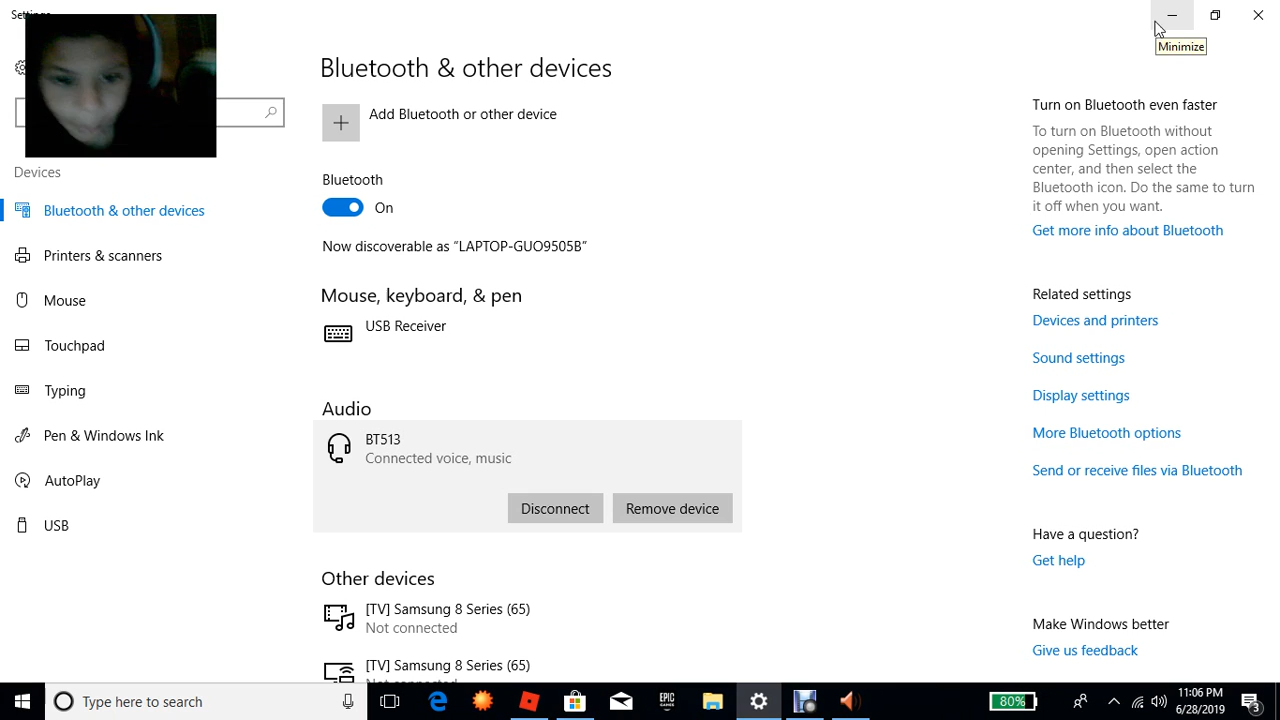 Settings
Minimize
Devices
Bluetooth & other devices
Printers & scanners
Mouse
Touchpad
Typing
Pen & Windows Ink
AutoPlay
USB
Bluetooth & other devices
Add Bluetooth or other device
Bluetooth
On
Now discoverable as “LAPTOP-GUO9505B”
Mouse, keyboard, & pen
USB Receiver
Audio
BT513
Connected voice, music
Disconnect
Remove device
Other devices
[TV] Samsung 8 Series (65)
Not connected
[TV] Samsung 8 Series (65)
Not connected
Turn on Bluetooth even faster
To turn on Bluetooth without
opening Settings, open action
center, and then select the
Bluetooth icon. Do the same to turn
it off when you want.
Get more info about Bluetooth
Related settings
Devices and printers
Sound settings
Display settings
More Bluetooth options
Send or receive files via Bluetooth
Have a question?
Get help
Make Windows better
Give us feedback
Type here to search
EPIC
GAMES
80%
11:06 PM
6/28/2019
3